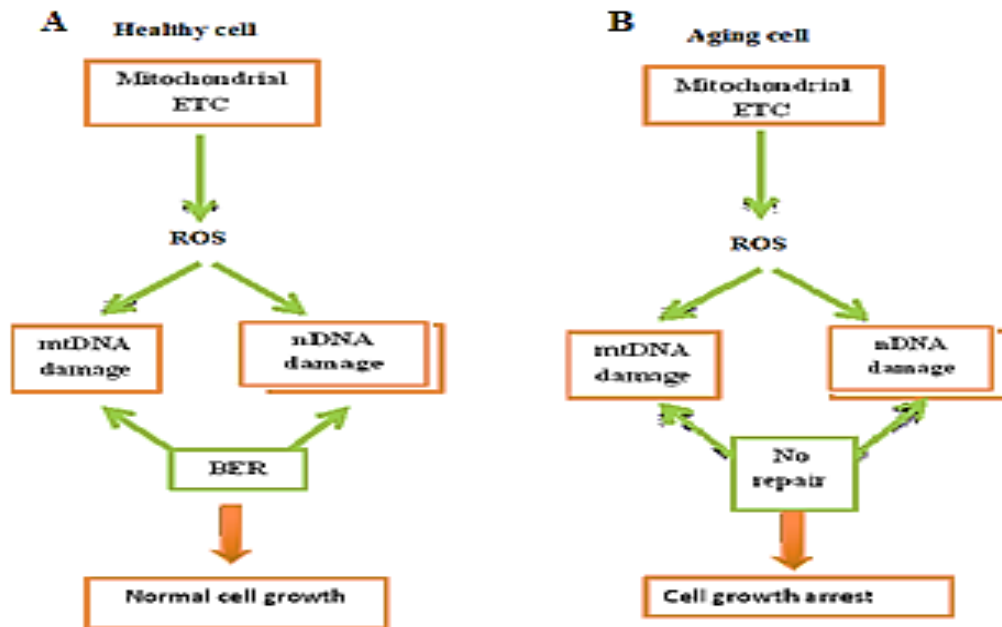 A
Healthy cell
Mitochondrial
ETC
ROS
mtDNA
damage
nDNA
damage
BER
Normal cell growth
B
Aging cell
Mitochondrial
ETC
ROS
mtDNA
damage
nDNA
damage
No
repair
Cell growth arrest